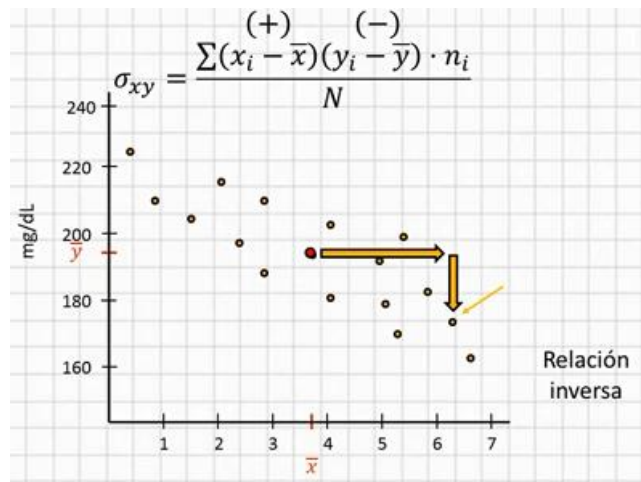 (+) (−)
σxy = ∑(xi − x̄)(yi − ȳ) · ni
N
240
220
200
ȳ
180
160
mg/dL
1 2 3 4 5 6 7
x̄
Relación
inversa